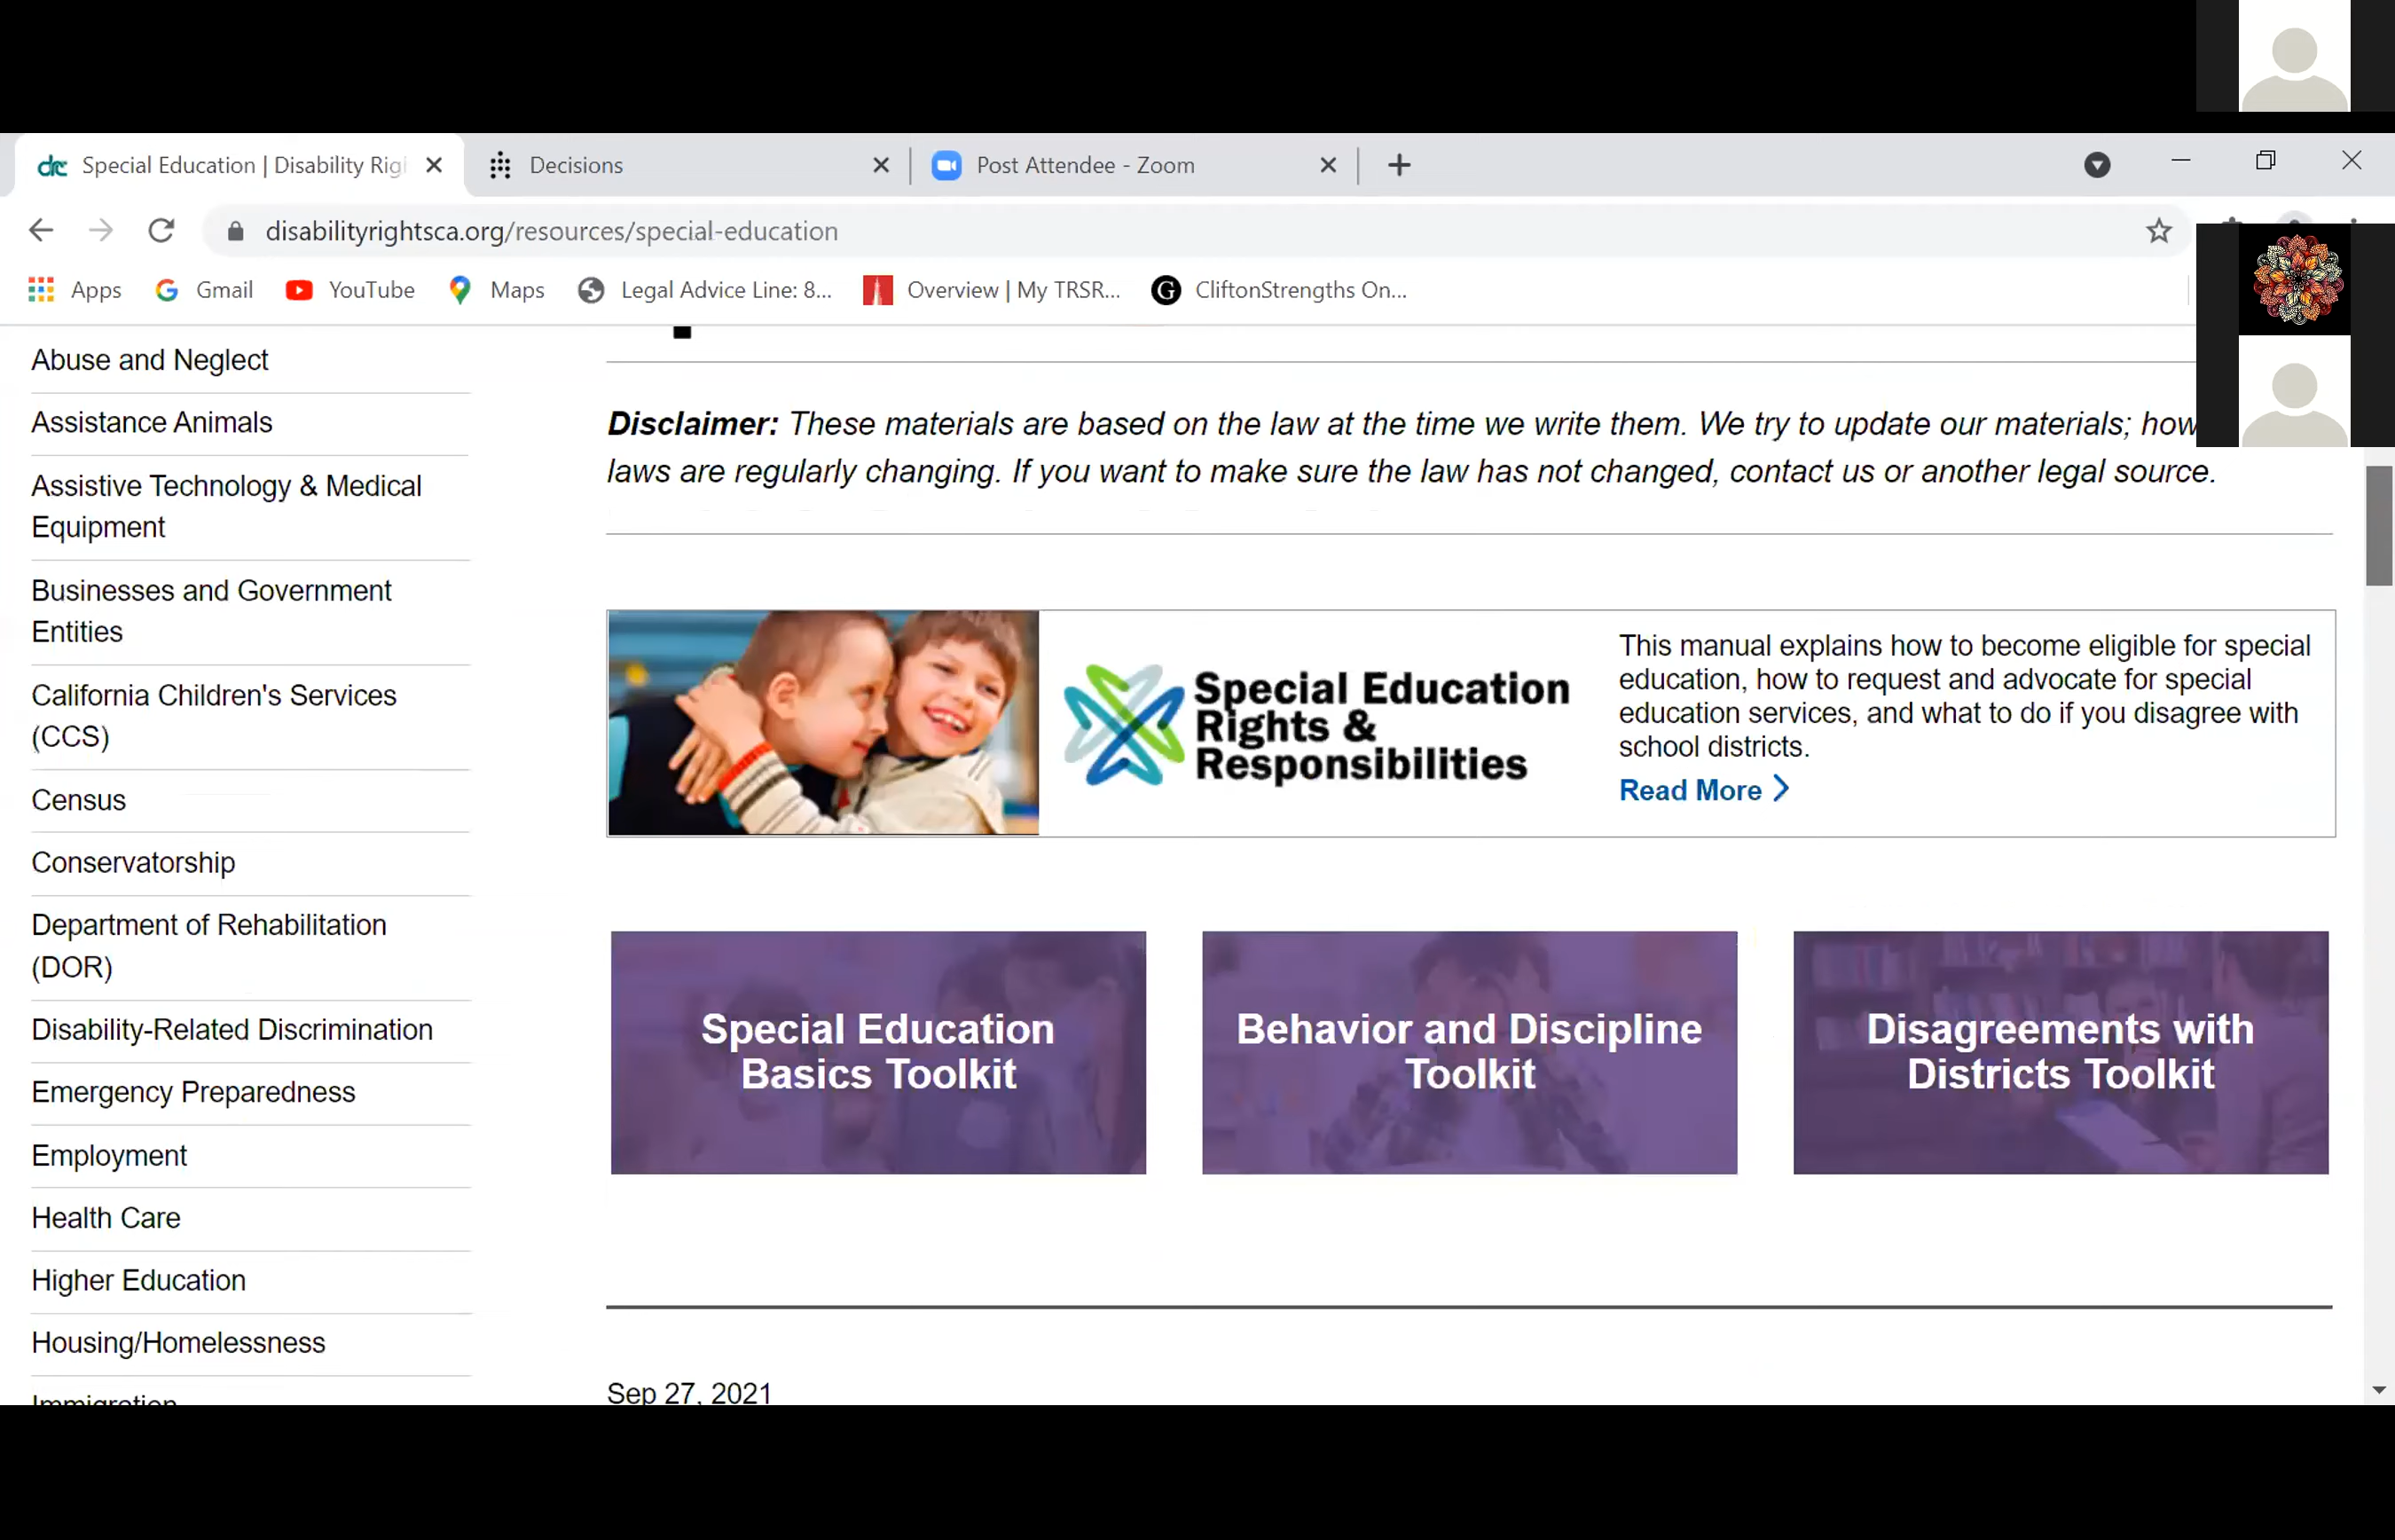 Special Education | Disability Righ
Decisions
Post Attendee - Zoom
disabilityrightsca.org/resources/special-education
Apps
Gmail
YouTube
Maps
Legal Advice Line: 8...
Overview | My TRSR...
CliftonStrengths On...
Abuse and Neglect
Assistance Animals
Assistive Technology & Medical
Equipment
Businesses and Government
Entities
California Children's Services
(CCS)
Census
Conservatorship
Department of Rehabilitation
(DOR)
Disability-Related Discrimination
Emergency Preparedness
Employment
Health Care
Higher Education
Housing/Homelessness
Immigration
Disclaimer: These materials are based on the law at the time we write them. We try to update our materials; how
laws are regularly changing. If you want to make sure the law has not changed, contact us or another legal source.
Special Education
Rights &
Responsibilities
This manual explains how to become eligible for special
education, how to request and advocate for special
education services, and what to do if you disagree with
school districts.
Read More
Special Education
Basics Toolkit
Behavior and Discipline
Toolkit
Disagreements with
Districts Toolkit
Sep 27, 2021